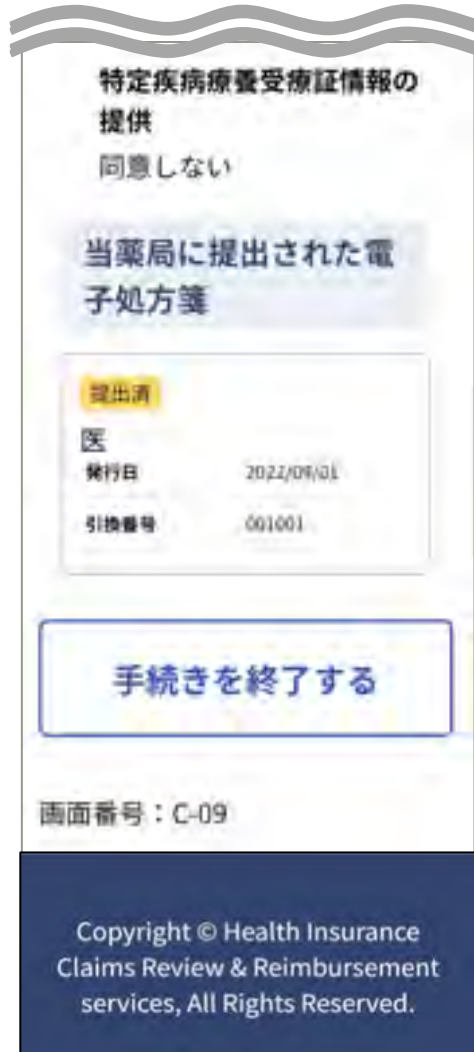 特定疾病療養受療証情報の
提供
同意しない
当薬局に提出された電
子処方箋
提出済
医
発行日 2022/09/01
引換番号 001001
手続きを終了する
画面番号：C-09
Copyright © Health Insurance
Claims Review & Reimbursement
services, All Rights Reserved.